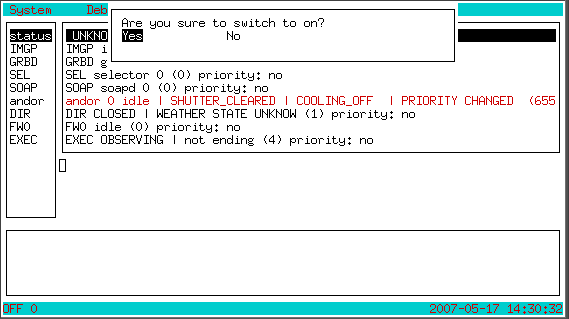 System Deb
Are you sure to switch to on?
Yes No
status UNKNO
IMGP IMGP i
GRBD GRBD g
SEL SEL selector 0 (0) priority: no
SOAP SOAP soapd 0 (0) priority: no
andor andor 0 idle | SHUTTER_CLEARED | COOLING_OFF | PRIORITY CHANGED (655
DIR DIR CLOSED | WEATHER STATE UNKNOW (1) priority: no
FWO FWO idle (0) priority: no
EXEC EXEC OBSERVING | not ending (4) priority: no
OFF 0 2007-05-17 14:30:32